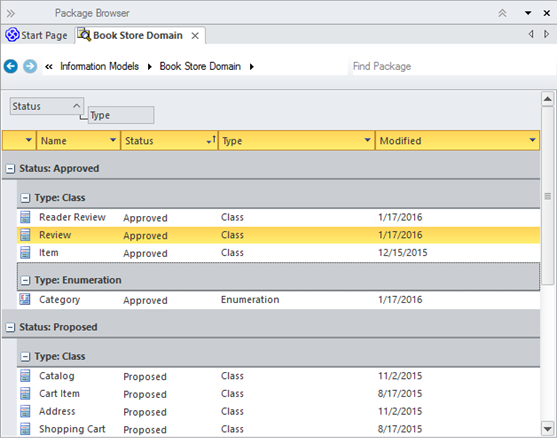 Package Browser
Start Page Book Store Domain
Information Models Book Store Domain Find Package
Status
Type
Name Status Type Modified
Status: Approved
Type: Class
Reader Review Approved Class 1/17/2016
Review Approved Class 1/17/2016
Item Approved Class 12/15/2015
Type: Enumeration
Category Approved Enumeration 1/17/2016
Status: Proposed
Type: Class
Catalog Proposed Class 11/2/2015
Cart Item Proposed Class 8/17/2015
Address Proposed Class 11/2/2015
Shopping Cart Proposed Class 8/17/2015